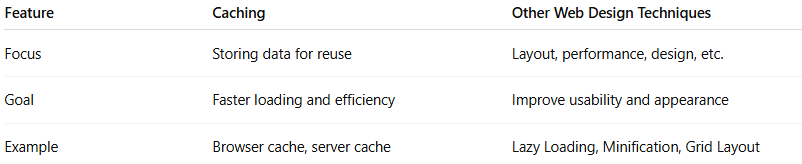 Feature Caching Other Web Design Techniques
Focus Storing data for reuse Layout, performance, design, etc.
Goal Faster loading and efficiency Improve usability and appearance
Example Browser cache, server cache Lazy Loading, Minification, Grid Layout